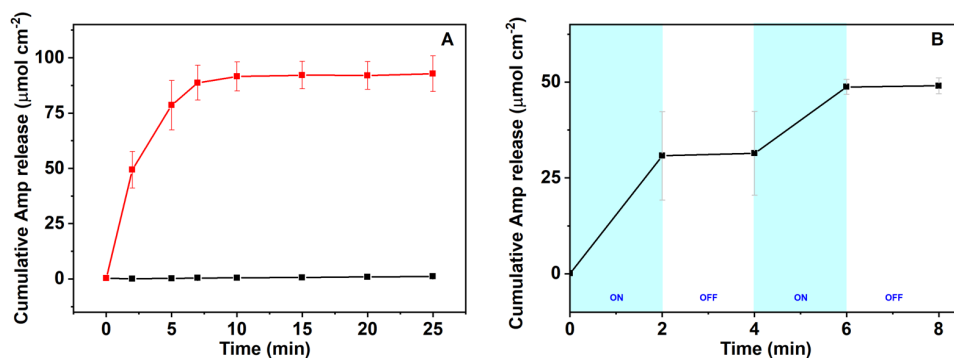 A
Cumulative Amp release (μmol cm-2)
100
75
50
25
0
0 5 10 15 20 25
Time (min)
B
Cumulative Amp release (μmol cm-2)
50
25
0
ON OFF ON OFF
0 2 4 6 8
Time (min)